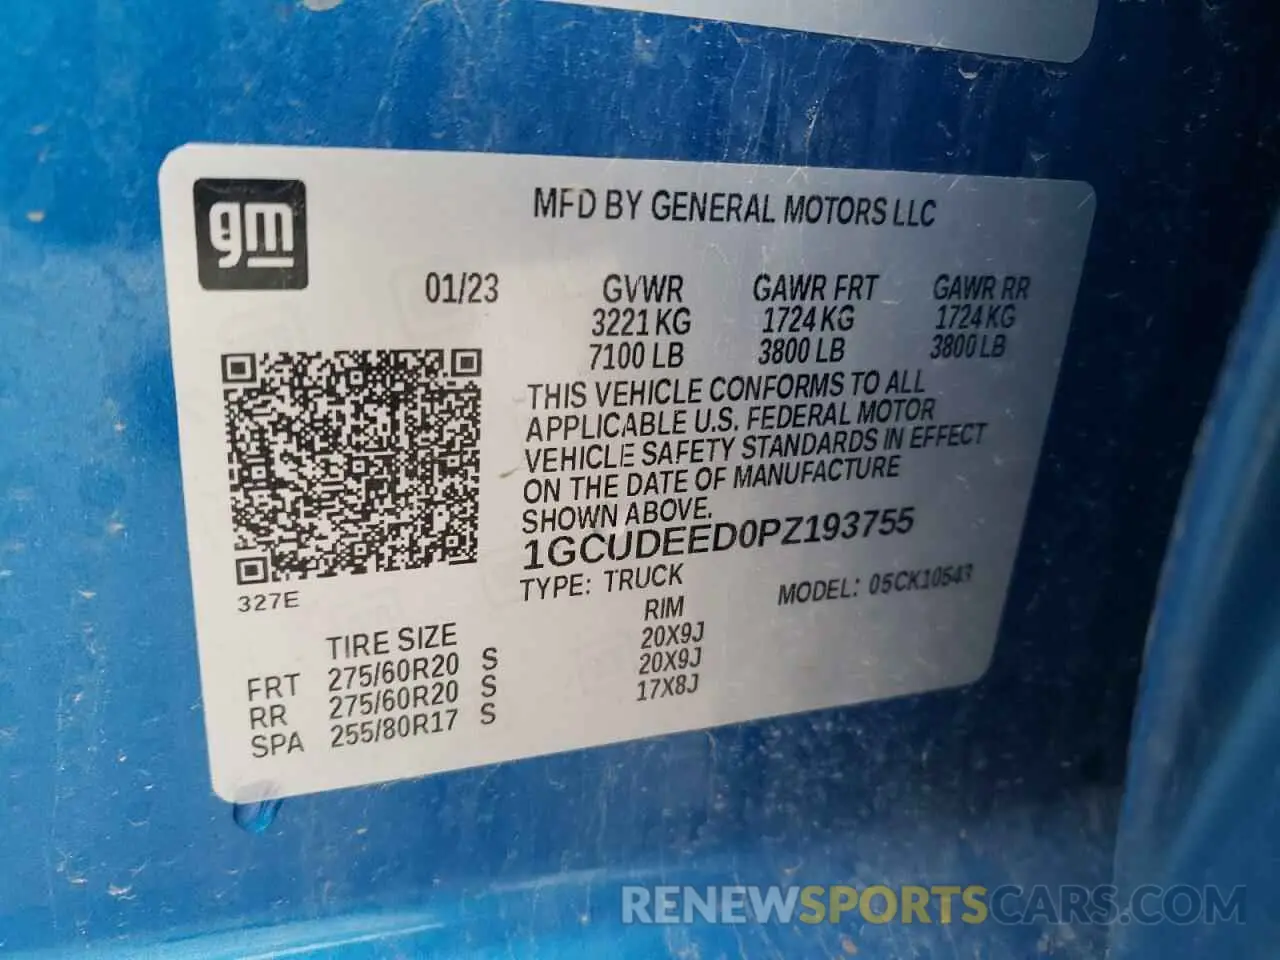 gm
MFD BY GENERAL MOTORS LLC
01/23 GVWR GAWR FRT GAWR RR
3221 KG 1724 KG 1724 KG
7100 LB 3800 LB 3800 LB
THIS VEHICLE CONFORMS TO ALL
APPLICABLE U.S. FEDERAL MOTOR
VEHICLE SAFETY STANDARDS IN EFFECT
ON THE DATE OF MANUFACTURE
SHOWN ABOVE.
1GCUDEED0PZ193755
TYPE: TRUCK MODEL: 05CK10543
327E
TIRE SIZE RIM
FRT 275/60R20 S 20X9J
RR 275/60R20 S 20X9J
SPA 255/80R17 S 17X8J
RENEWSPORTSCARS.COM